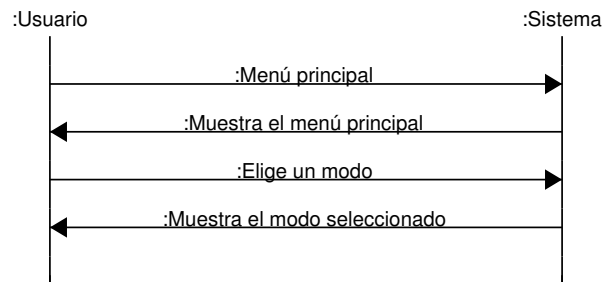 :Usuario
:Sistema
:Menú principal
:Muestra el menú principal
:Elige un modo
:Muestra el modo seleccionado